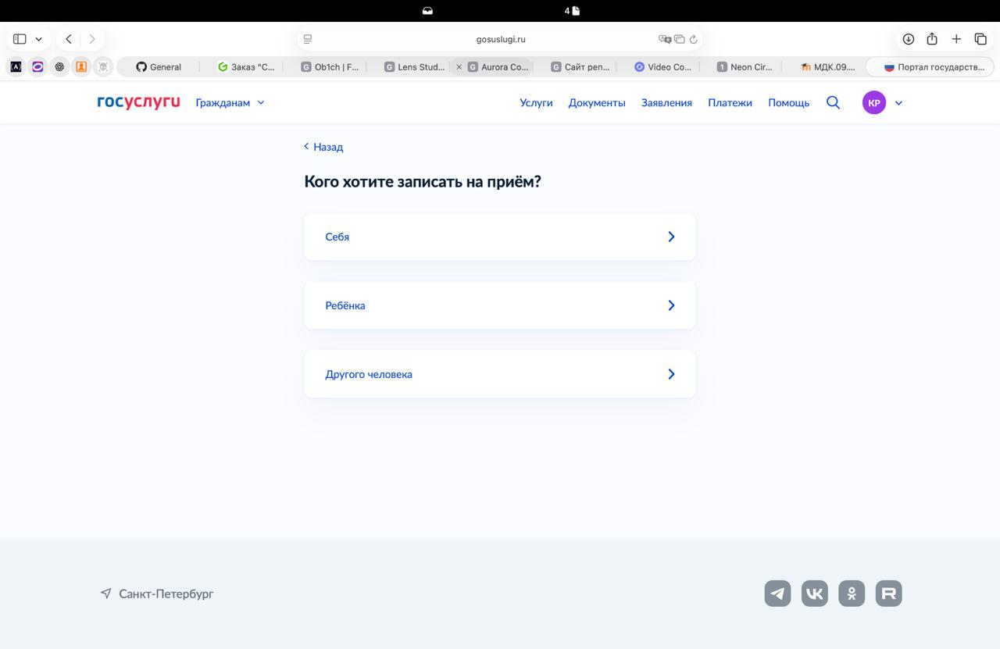 4
gosuslugi.ru
General
Заказ "С...
Ob1ch | F...
Lens Stud...
Aurora Co...
Сайт реп...
Video Co...
Neon Cir...
МДК.09....
Портал государств...
госуслуги
Гражданам
Услуги
Документы
Заявления
Платежи
Помощь
КР
Назад
Кого хотите записать на приём?
Себя
Ребёнка
Другого человека
Санкт-Петербург